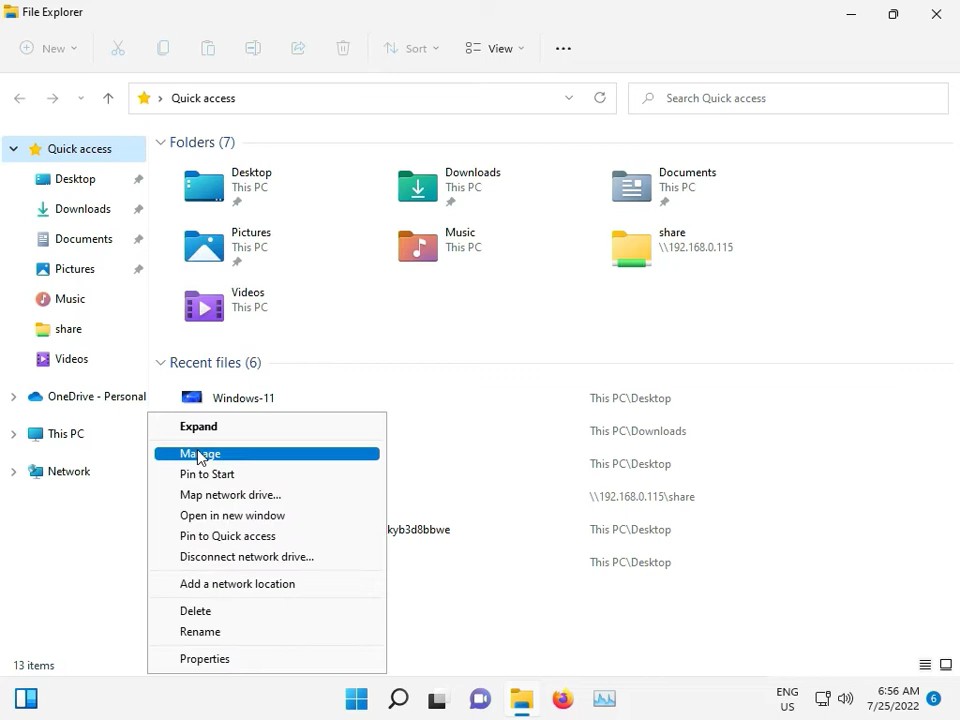 File Explorer
New
Sort
View
Quick access
Search Quick access
Quick access
Desktop
Downloads
Documents
Pictures
Music
share
Videos
OneDrive - Personal
This PC
Network
Folders (7)
Desktop
This PC
Downloads
This PC
Documents
This PC
Pictures
This PC
Music
This PC
share
\\192.168.0.115
Videos
This PC
Recent files (6)
Windows-11
This PC\Desktop
This PC\Downloads
This PC\Desktop
\\192.168.0.115\share
kyb3d8bbwe
This PC\Desktop
This PC\Desktop
Expand
Manage
Pin to Start
Map network drive...
Open in new window
Pin to Quick access
Disconnect network drive...
Add a network location
Delete
Rename
Properties
13 items
ENG
US
6:56 AM
7/25/2022
6